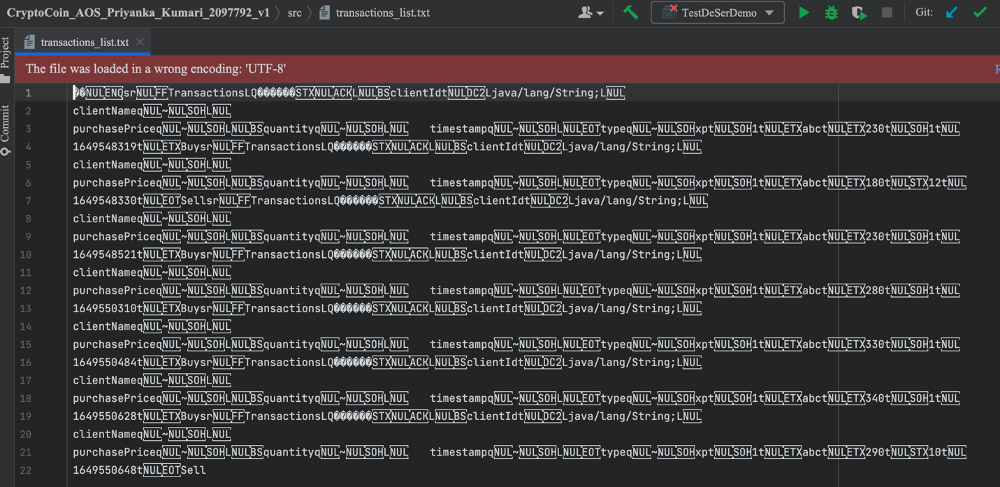 CryptoCoin_AOS_Priyanka_Kumari_2097792_v1 src transactions_list.txt TestDeSerDemo Git:
Project
Commit
transactions_list.txt
The file was loaded in a wrong encoding: 'UTF-8'
1 ��NULENQsrNULFFTransactionsLQ������STXNULACKLNULBSclientIdtNULDC2Ljava/lang/String;LNUL
2 clientNameqNUL~NULSOHLNUL
3 purchasePriceqNUL~NULSOHLNULBSquantityqNUL~NULSOHLNUL timestampqNUL~NULSOHLNULEOTtypeqNUL~NULSOHxptNULSOH1tNULETXabctNULETX230tNULSOH1tNUL
4 1649548319tNULETXBuysrNULFFTransactionsLQ������STXNULACKLNULBSclientIdtNULDC2Ljava/lang/String;LNUL
5 clientNameqNUL~NULSOHLNUL
6 purchasePriceqNUL~NULSOHLNULBSquantityqNUL~NULSOHLNUL timestampqNUL~NULSOHLNULEOTtypeqNUL~NULSOHxptNULSOH1tNULETXabctNULETX180tNULSTX12tNUL
7 1649548330tNULEOTSellsrNULFFTransactionsLQ������STXNULACKLNULBSclientIdtNULDC2Ljava/lang/String;LNUL
8 clientNameqNUL~NULSOHLNUL
9 purchasePriceqNUL~NULSOHLNULBSquantityqNUL~NULSOHLNUL timestampqNUL~NULSOHLNULEOTtypeqNUL~NULSOHxptNULSOH1tNULETXabctNULETX230tNULSOH1tNUL
10 1649548521tNULETXBuysrNULFFTransactionsLQ������STXNULACKLNULBSclientIdtNULDC2Ljava/lang/String;LNUL
11 clientNameqNUL~NULSOHLNUL
12 purchasePriceqNUL~NULSOHLNULBSquantityqNUL~NULSOHLNUL timestampqNUL~NULSOHLNULEOTtypeqNUL~NULSOHxptNULSOH1tNULETXabctNULETX280tNULSOH1tNUL
13 1649550310tNULETXBuysrNULFFTransactionsLQ������STXNULACKLNULBSclientIdtNULDC2Ljava/lang/String;LNUL
14 clientNameqNUL~NULSOHLNUL
15 purchasePriceqNUL~NULSOHLNULBSquantityqNUL~NULSOHLNUL timestampqNUL~NULSOHLNULEOTtypeqNUL~NULSOHxptNULSOH1tNULETXabctNULETX330tNULSOH1tNUL
16 1649550484tNULETXBuysrNULFFTransactionsLQ������STXNULACKLNULBSclientIdtNULDC2Ljava/lang/String;LNUL
17 clientNameqNUL~NULSOHLNUL
18 purchasePriceqNUL~NULSOHLNULBSquantityqNUL~NULSOHLNUL timestampqNUL~NULSOHLNULEOTtypeqNUL~NULSOHxptNULSOH1tNULETXabctNULETX340tNULSOH1tNUL
19 1649550628tNULETXBuysrNULFFTransactionsLQ������STXNULACKLNULBSclientIdtNULDC2Ljava/lang/String;LNUL
20 clientNameqNUL~NULSOHLNUL
21 purchasePriceqNUL~NULSOHLNULBSquantityqNUL~NULSOHLNUL timestampqNUL~NULSOHLNULEOTtypeqNUL~NULSOHxptNULSOH1tNULETXabctNULETX290tNULSTX10tNUL
22 1649550648tNULEOTSell